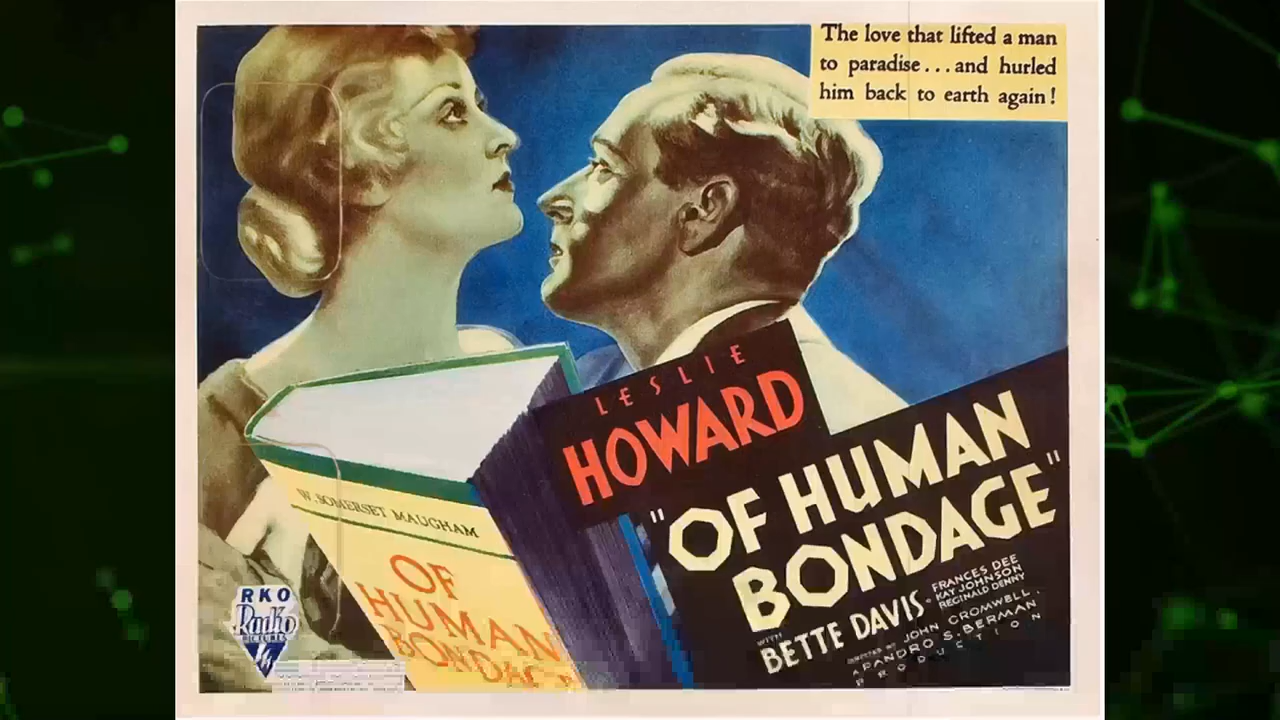 The love that lifted a man
to paradise...and hurled
him back to earth again!
LESLIE
HOWARD
"OF HUMAN
BONDAGE"
WITH
BETTE DAVIS -
FRANCES DEE
KAY JOHNSON
REGINALD DENNY
DIRECTED BY JOHN CROMWELL..
A PANDRO S. BERMAN
PRODUCTION
W. SOMERSET MAUGHAM
OF
HUMAN
RKO
Radio
PICTURES